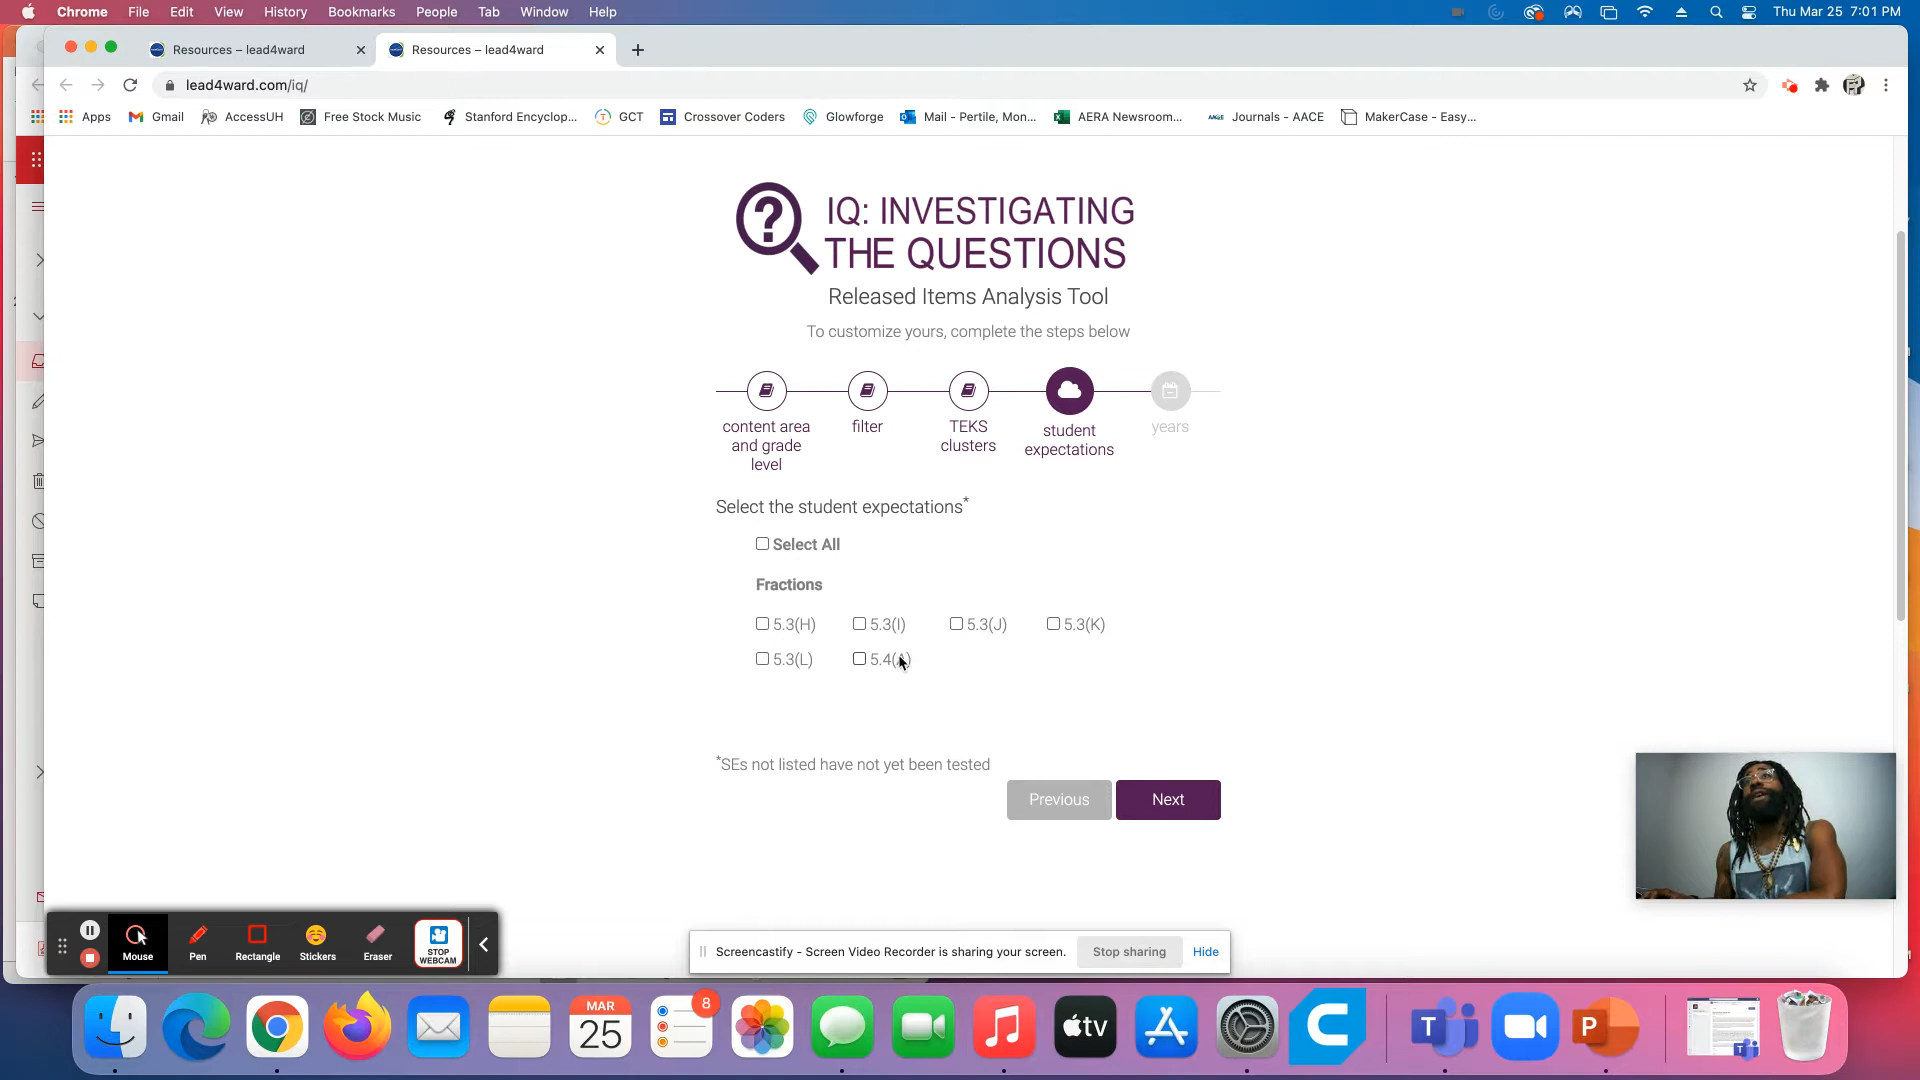 Chrome File Edit View History Bookmarks People Tab Window Help Thu Mar 25 7:01 PM
Resources – lead4ward Resources – lead4ward
lead4ward.com/iq/
Apps Gmail AccessUH Free Stock Music Stanford Encyclop... GCT Crossover Coders Glowforge Mail - Pertile, Mon... AERA Newsroom... Journals - AACE MakerCase - Easy...
? IQ: INVESTIGATING
THE QUESTIONS
Released Items Analysis Tool
To customize yours, complete the steps below
content area and grade level
filter
TEKS clusters
student expectations
years
Select the student expectations*
Select All
Fractions
5.3(H) 5.3(I) 5.3(J) 5.3(K)
5.3(L) 5.4(A)
*SEs not listed have not yet been tested
Previous Next
Mouse Pen Rectangle Stickers Eraser STOP WEBCAM
Screencastify - Screen Video Recorder is sharing your screen. Stop sharing Hide
MAR
25
8
tv
T
P